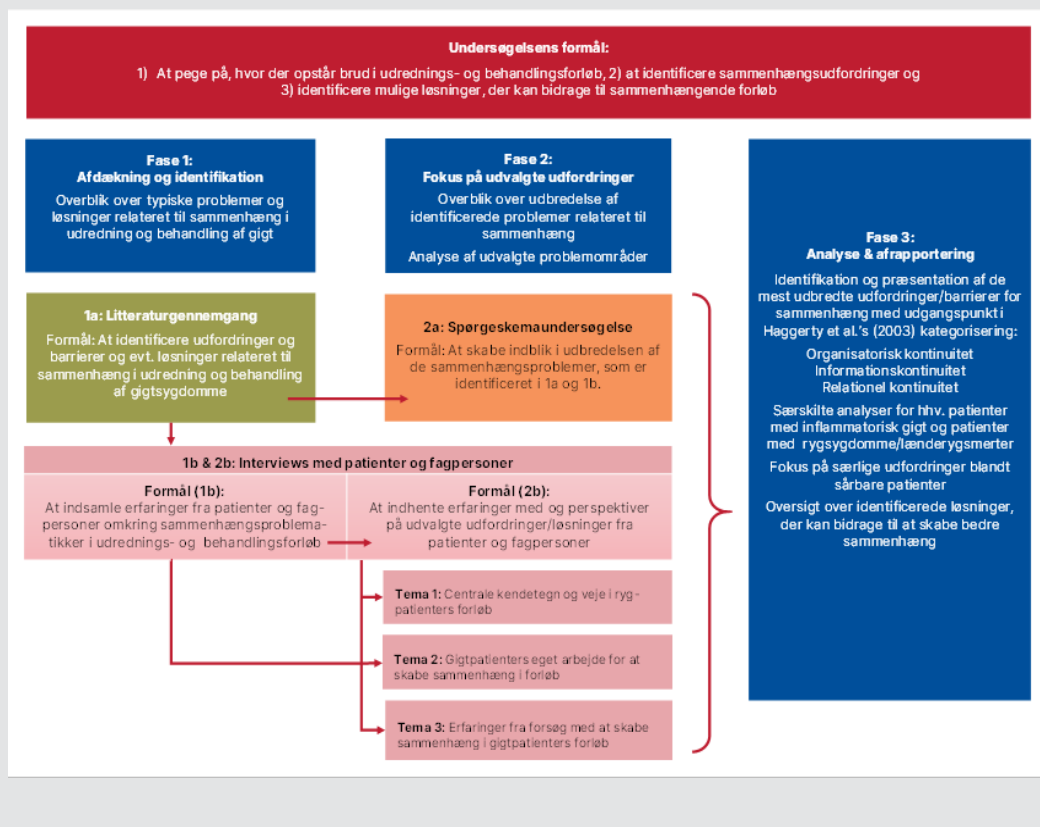 Undersøgelsens formål:
1) At pege på, hvor der opstår brud i udrednings- og behandlingsforløb, 2) at identificere sammenhængsudfordringer og
3) identificere mulige løsninger, der kan bidrage til sammenhængende forløb
Fase 1:
Afdækning og identifikation
Overblik over typiske problemer og
løsninger relateret til sammenhæng i
udredning og behandling af gigt
Fase 2:
Fokus på udvalgte udfordringer
Overblik over udbredelse af
identificerede problemer relateret til
sammenhæng
Analyse af udvalgte problemområder
1a: Litteraturgennemgang
Formål: At identificere udfordringer og
barrierer og evt. løsninger relateret til
sammenhæng i udredning og behandling
af gigtsygdomme
2a: Spørgeskemaundersøgelse
Formål: At skabe indblik i udbredelsen af
de sammenhængsproblemer, som er
identificeret i 1a og 1b.
1b & 2b: Interviews med patienter og fagpersoner
Formål (1b):
At indsamle erfaringer fra patienter og fag-
personer omkring sammenhængsproblema-
tikker i udrednings- og behandlingsforløb
Formål (2b):
At indhente erfaringer med og perspektiver
på udvalgte udfordringer/løsninger fra
patienter og fagpersoner
Tema 1: Centrale kendetegn og veje i ryg-
patienters forløb
Tema 2: Gigtpatienters eget arbejde for at
skabe sammenhæng i forløb
Tema 3: Erfaringer fra forsøg med at skabe
sammenhæng i gigtpatienters forløb
Fase 3:
Analyse & afrapportering
Identifikation og præsentation af de
mest udbredte udfordringer/barrierer for
sammenhæng med udgangspunkt i
Haggerty et al.'s (2003) kategorisering:
Organisatorisk kontinuitet
Informationskontinuitet
Relationel kontinuitet
Særskilte analyser for hhv. patienter
med inflammatorisk gigt og patienter
med rygsygdomme/lænderygsmerter
Fokus på særlige udfordringer blandt
sårbare patienter
Oversigt over identificerede løsninger,
der kan bidrage til at skabe bedre
sammenhæng